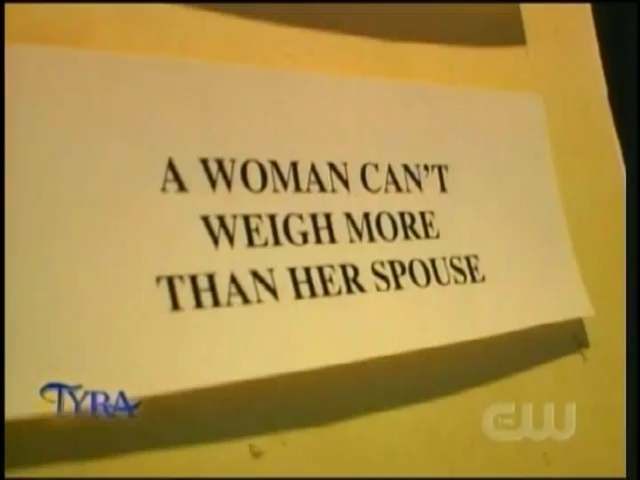 A WOMAN CAN'T
WEIGH MORE
THAN HER SPOUSE
TYRA
CW